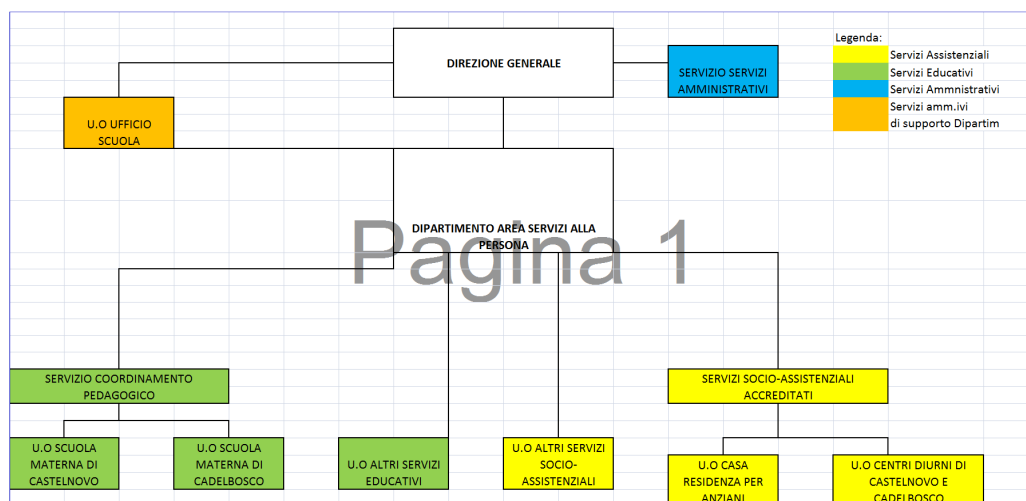 Legenda:
DIREZIONE GENERALE
SERVIZIO SERVIZI
AMMINISTRATIVI
Servizi Assistenziali
Servizi Educativi
Servizi Ammnistrativi
Servizi amm.ivi
di supporto Dipartim
U.O UFFICIO
SCUOLA
DIPARTIMENTO AREA SERVIZI ALLA
PERSONA
Pagina 1
SERVIZIO COORDINAMENTO
PEDAGOGICO
SERVIZI SOCIO-ASSISTENZIALI
ACCREDITATI
U.O SCUOLA
MATERNA DI
CASTELNOVO
U.O SCUOLA
MATERNA DI
CADELBOSCO
U.O ALTRI SERVIZI
EDUCATIVI
U.O ALTRI SERVIZI
SOCIO-
ASSISTENZIALI
U.O CASA
RESIDENZA PER
ANZIANI
U.O CENTRI DIURNI DI
CASTELNOVO E
CADELBOSCO